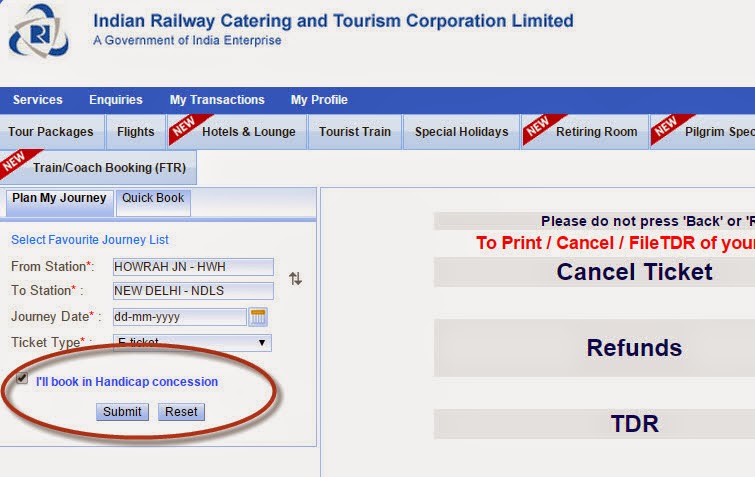 Indian Railway Catering and Tourism Corporation Limited
A Government of India Enterprise
Services Enquiries My Transactions My Profile
Tour Packages Flights NEW Hotels & Lounge Tourist Train Special Holidays NEW Retiring Room NEW Pilgrim Spec
NEW Train/Coach Booking (FTR)
Plan My Journey Quick Book
Select Favourite Journey List
From Station*: HOWRAH JN - HWH
To Station* : NEW DELHI - NDLS
Journey Date* : dd-mm-yyyy
Ticket Type* : E-ticket
I'll book in Handicap concession
Submit Reset
Please do not press 'Back' or 'R
To Print / Cancel / FileTDR of your
Cancel Ticket
Refunds
TDR